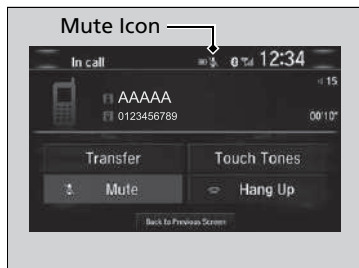 Mute Icon
In call 12:34
15
AAAAA
0123456789 00'10"
Transfer Touch Tones
Mute Hang Up
Back to Previous Screen